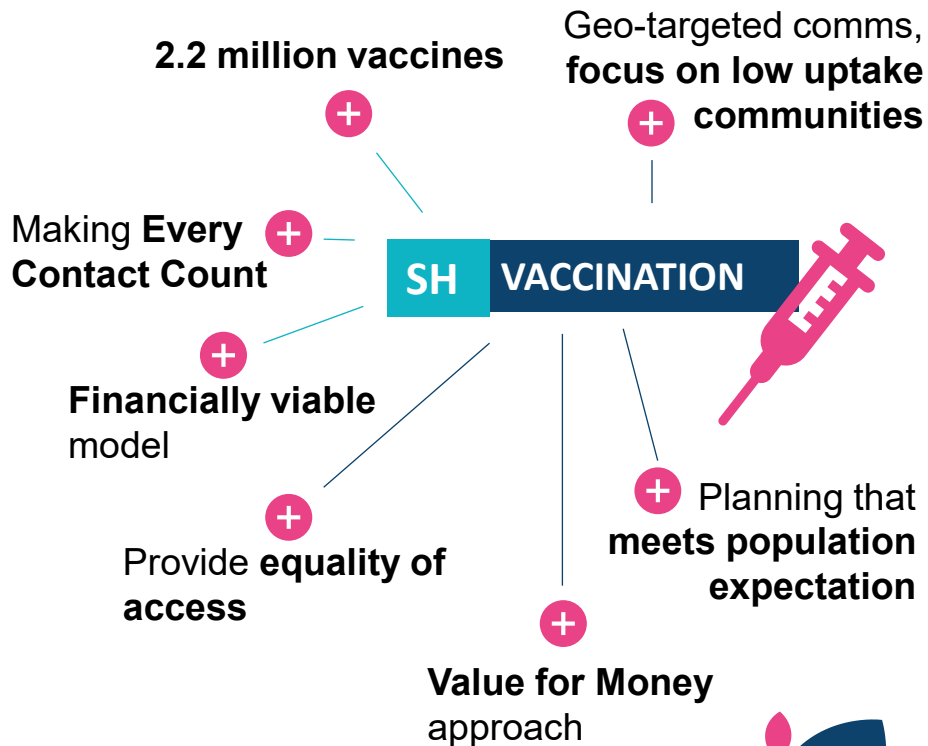 2.2 million vaccines
Geo-targeted comms,
focus on low uptake
communities
Making Every
Contact Count
SH VACCINATION
Financially viable
model
Planning that
meets population
expectation
Provide equality of
access
Value for Money
approach